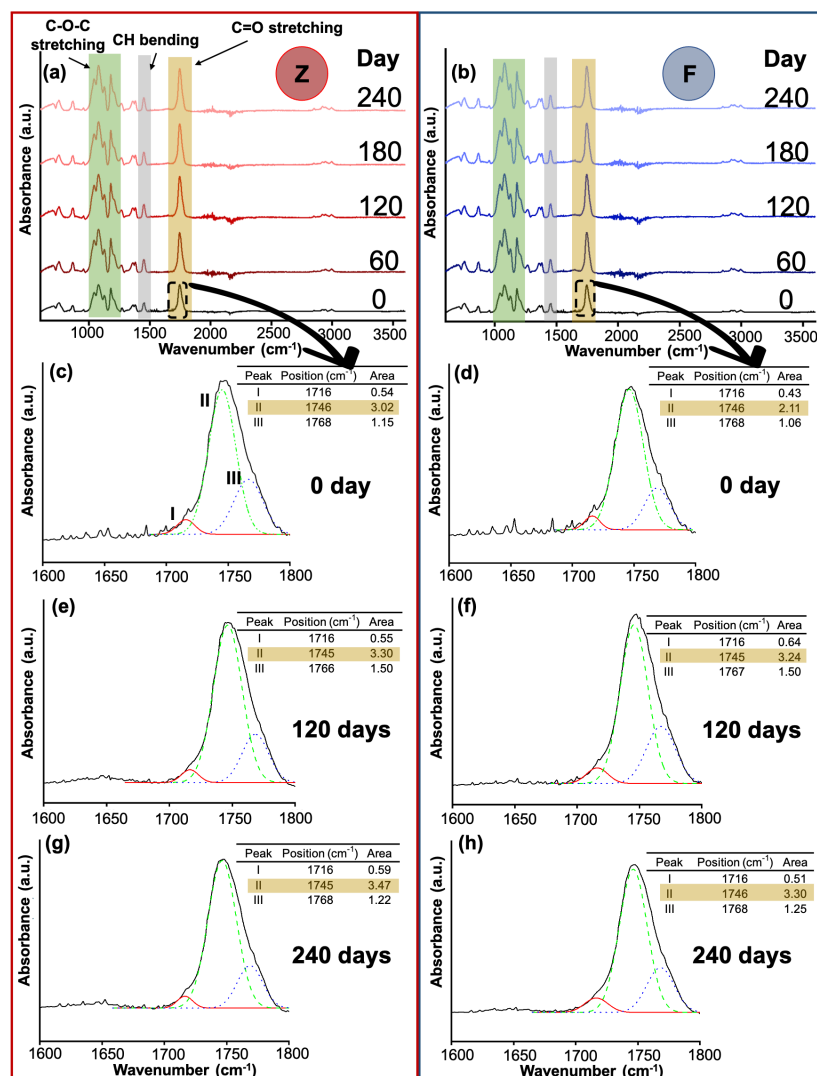 C-O-C
stretching
CH bending
C=O stretching
(a)
Z
Day
240
180
120
60
0
Absorbance (a.u.)
1000 1500 2000 2500 3000 3500
Wavenumber (cm-1)
(b)
F
Day
240
180
120
60
0
Absorbance (a.u.)
1000 1500 2000 2500 3000 3500
Wavenumber (cm-1)
(c)
Peak Position (cm-1) Area
I 1716 0.54
II 1746 3.02
III 1768 1.15
II
III
I
0 day
Absorbance (a.u.)
1600 1650 1700 1750 1800
(d)
Peak Position (cm-1) Area
I 1716 0.43
II 1746 2.11
III 1768 1.06
0 day
Absorbance (a.u.)
1600 1650 1700 1750 1800
(e)
Peak Position (cm-1) Area
I 1716 0.55
II 1745 3.30
III 1766 1.50
120 days
Absorbance (a.u.)
1600 1650 1700 1750 1800
(f)
Peak Position (cm-1) Area
I 1716 0.64
II 1745 3.24
III 1767 1.50
120 days
Absorbance (a.u.)
1600 1650 1700 1750 1800
(g)
Peak Position (cm-1) Area
I 1716 0.59
II 1745 3.47
III 1768 1.22
240 days
Absorbance (a.u.)
1600 1650 1700 1750 1800
Wavenumber (cm-1)
(h)
Peak Position (cm-1) Area
I 1716 0.51
II 1746 3.30
III 1768 1.25
240 days
Absorbance (a.u.)
1600 1650 1700 1750 1800
Wavenumber (cm-1)